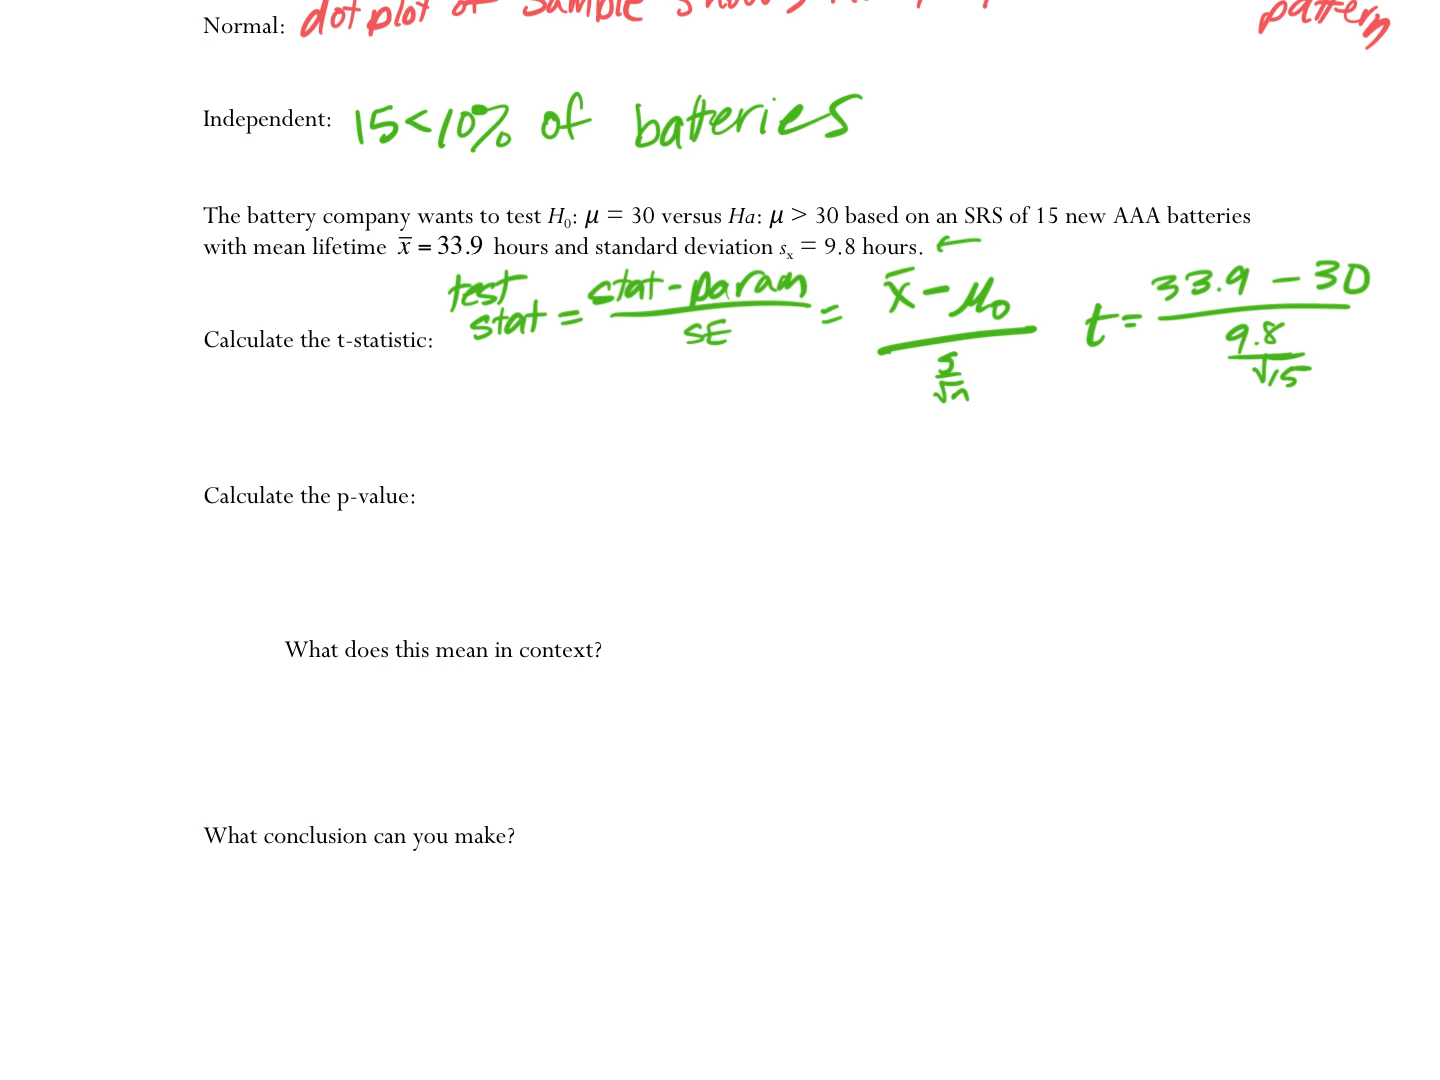 Normal: dot plot of sample pattern
Independent: 15 < 10% of batteries
The battery company wants to test H₀: μ = 30 versus Ha: μ > 30 based on an SRS of 15 new AAA batteries
with mean lifetime x̄ = 33.9 hours and standard deviation sₓ = 9.8 hours. ←
Calculate the t-statistic: test stat = stat - param / SE = x̄ - μ₀ / s/√n t = 33.9 - 30 / 9.8/√15
Calculate the p-value:
What does this mean in context?
What conclusion can you make?